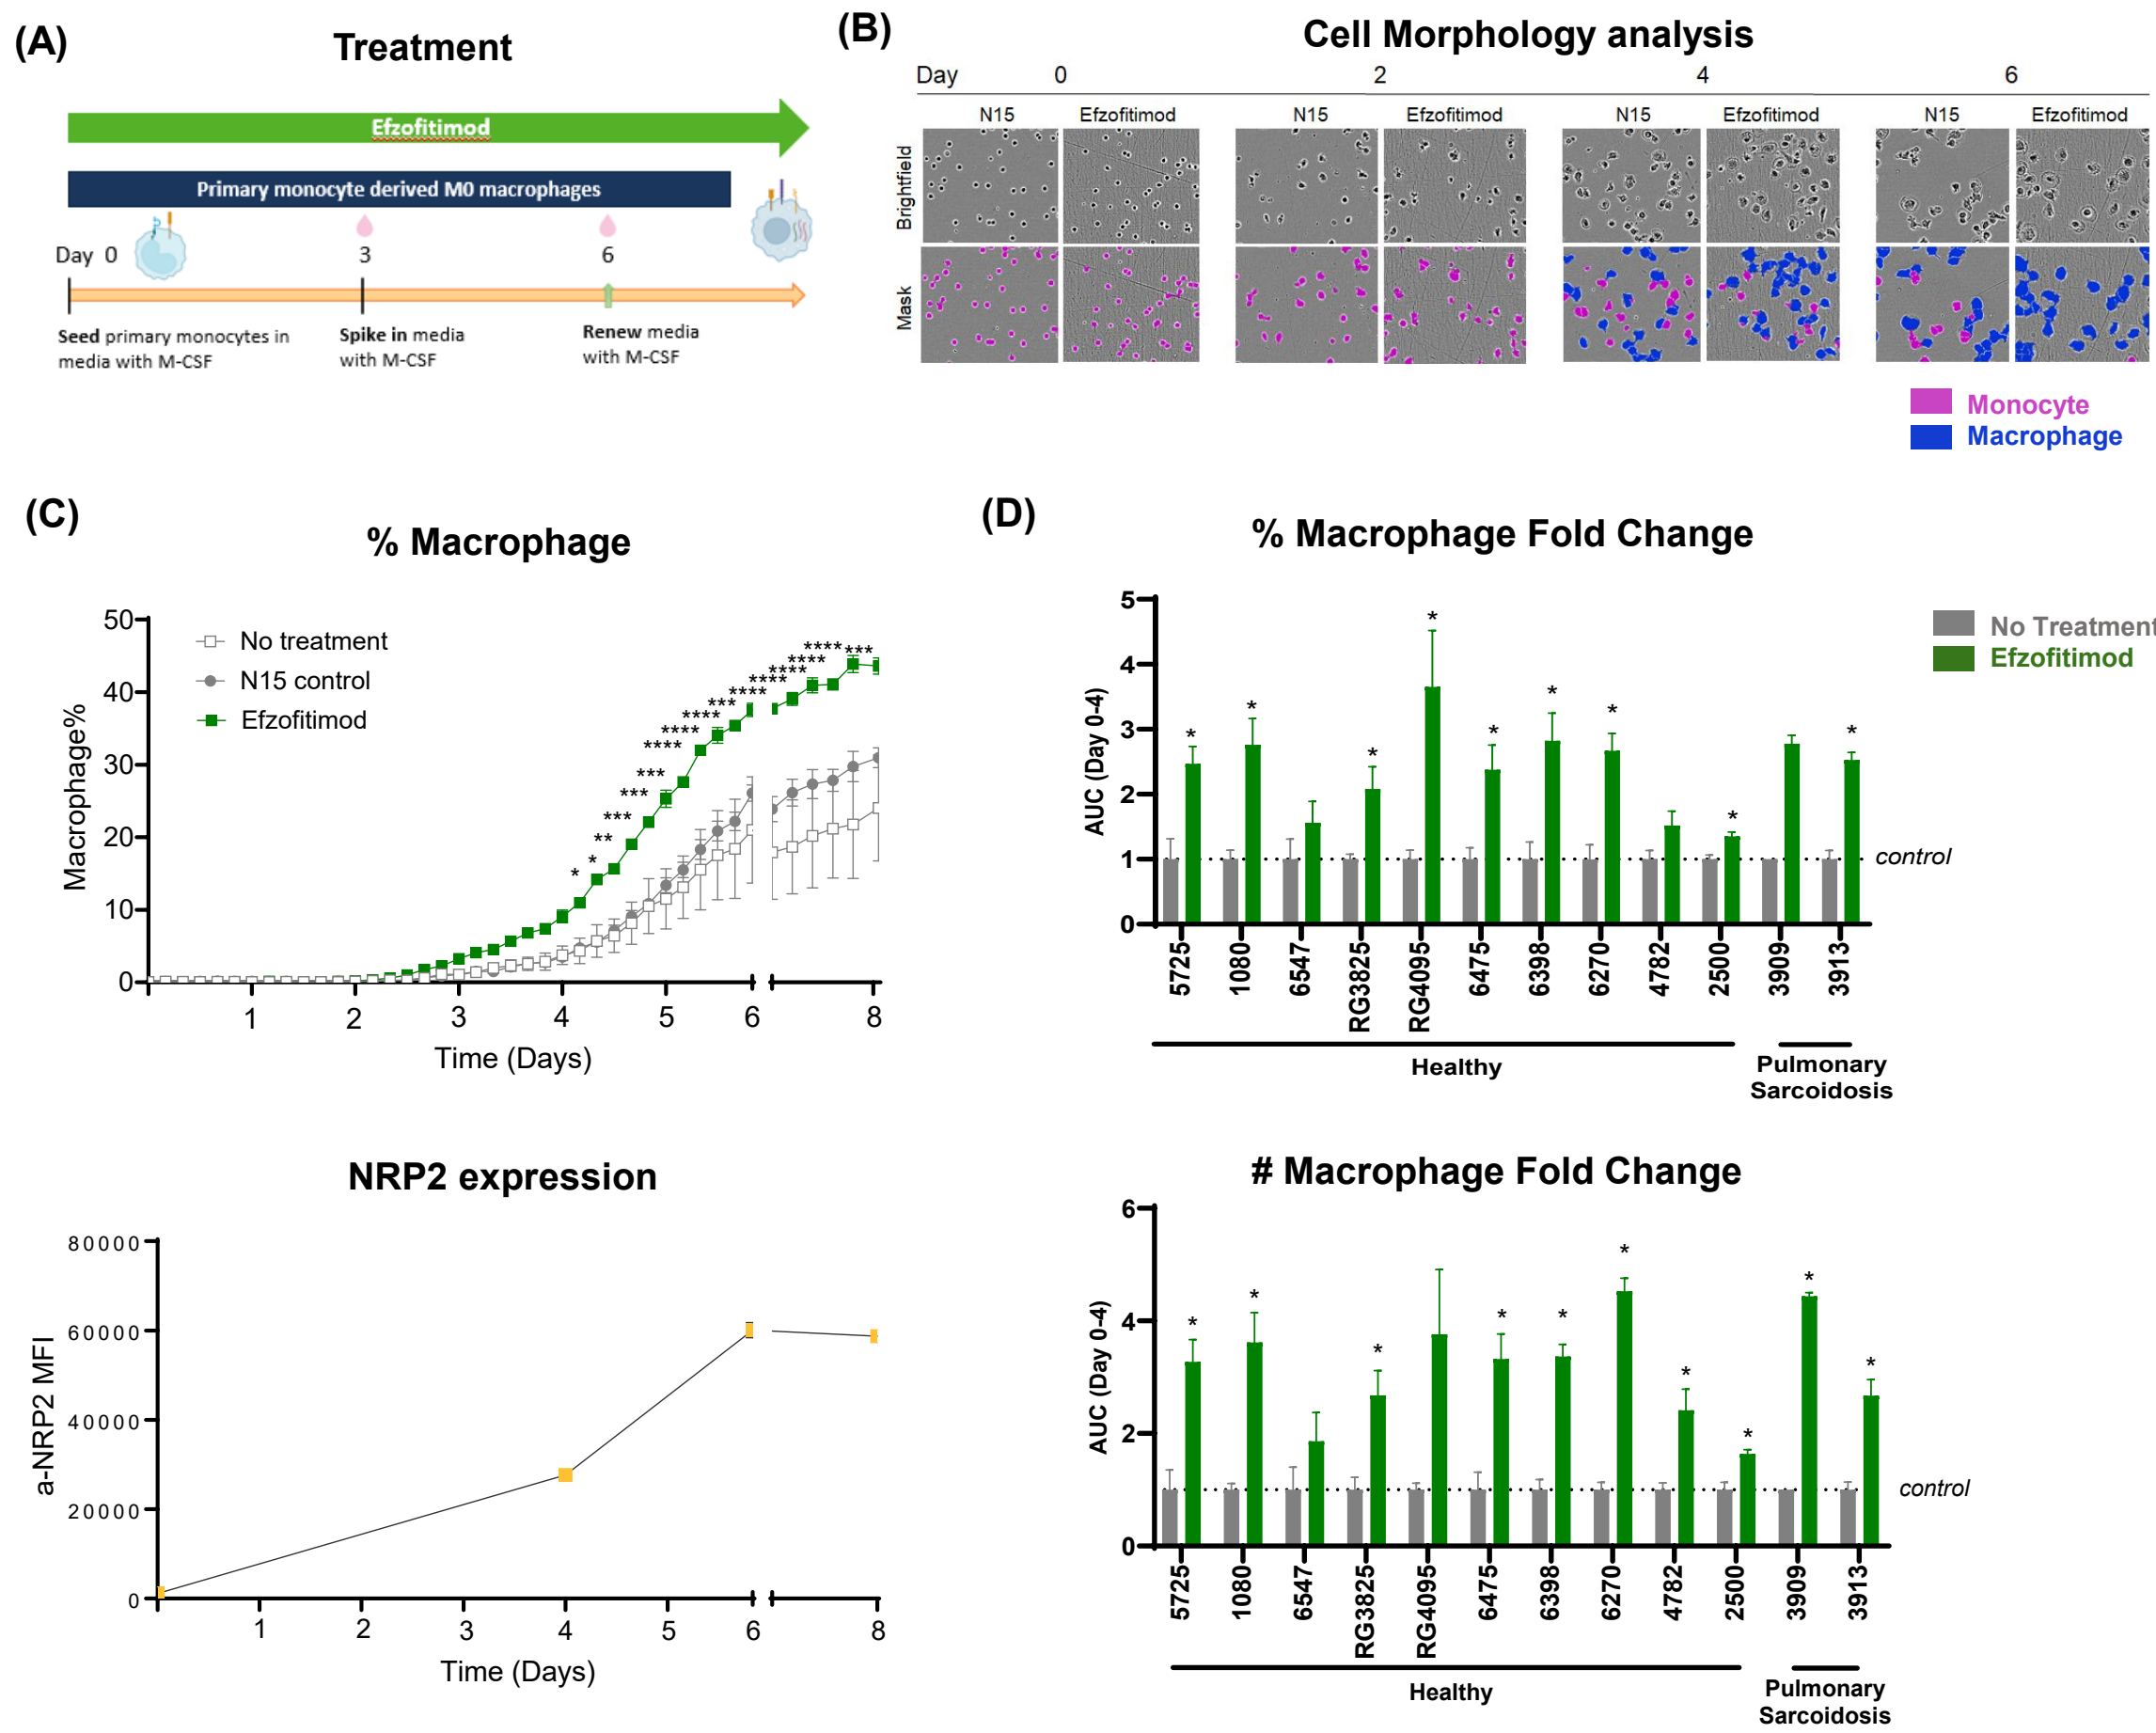 (A)
Treatment
Efzofitimod
Primary monocyte derived M0 macrophages
Day 0 3 6
Seed primary monocytes in
media with M-CSF
Spike in media
with M-CSF
Renew media
with M-CSF
(B)
Cell Morphology analysis
Day 0 2 4 6
N15 Efzofitimod N15 Efzofitimod N15 Efzofitimod N15 Efzofitimod
Brightfield
Mask
Monocyte
Macrophage
(C)
% Macrophage
Macrophage%
50
40
30
20
10
0
No treatment
N15 control
Efzofitimod
* * ** *** *** *** **** **** **** *** **** **** **** **** **** ***
1 2 3 4 5 6 8
Time (Days)
NRP2 expression
a-NRP2 MFI
80000
60000
40000
20000
0
1 2 3 4 5 6 8
Time (Days)
(D)
% Macrophage Fold Change
AUC (Day 0-4)
5
4
3
2
1
0
* * * * * * * * *
No Treatment
Efzofitimod
control
5725 1080 6547 RG3825 RG4095 6475 6398 6270 4782 2500 3909 3913
Healthy
Pulmonary
Sarcoidosis
# Macrophage Fold Change
AUC (Day 0-4)
6
4
2
0
* * * * * * * * * *
control
5725 1080 6547 RG3825 RG4095 6475 6398 6270 4782 2500 3909 3913
Healthy
Pulmonary
Sarcoidosis